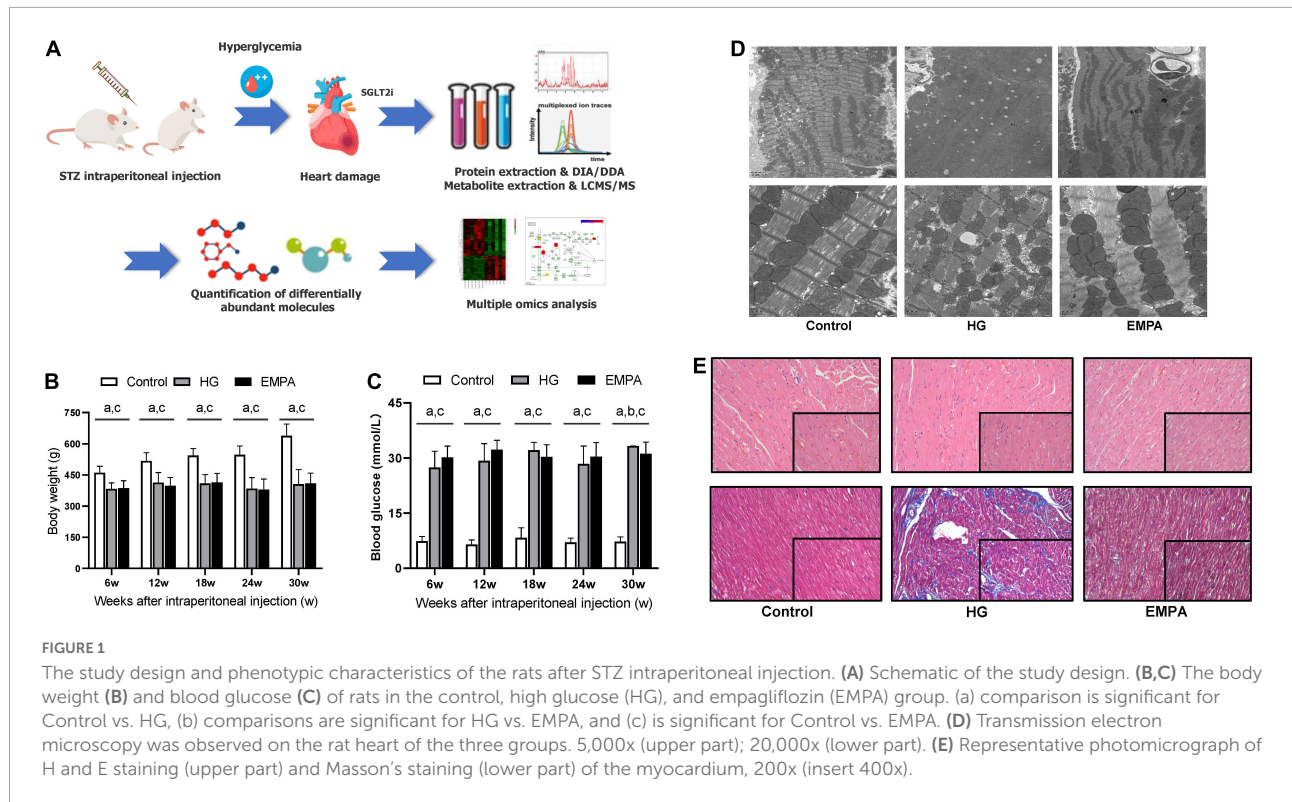 A
Hyperglycemia
++
SGLT2i
multiplexed ion traces
Intensity
time
STZ intraperitoneal injection
Heart damage
Protein extraction & DIA/DDA
Metabolite extraction & LCMS/MS
Quantification of differentially
abundant molecules
Multiple omics analysis
B
Control HG EMPA
a,c a,c a,c a,c a,c
Body weight (g)
750
600
450
300
150
0
6w 12w 18w 24w 30w
Weeks after intraperitoneal injection (w)
C
Control HG EMPA
a,c a,c a,c a,c a,b,c
Blood glucose (mmol/L)
45
30
15
0
6w 12w 18w 24w 30w
Weeks after intraperitoneal injection (w)
D
Control HG EMPA
E
Control HG EMPA
FIGURE 1
The study design and phenotypic characteristics of the rats after STZ intraperitoneal injection. (A) Schematic of the study design. (B,C) The body
weight (B) and blood glucose (C) of rats in the control, high glucose (HG), and empagliflozin (EMPA) group. (a) comparison is significant for
Control vs. HG, (b) comparisons are significant for HG vs. EMPA, and (c) is significant for Control vs. EMPA. (D) Transmission electron
microscopy was observed on the rat heart of the three groups. 5,000x (upper part); 20,000x (lower part). (E) Representative photomicrograph of
H and E staining (upper part) and Masson's staining (lower part) of the myocardium, 200x (insert 400x).